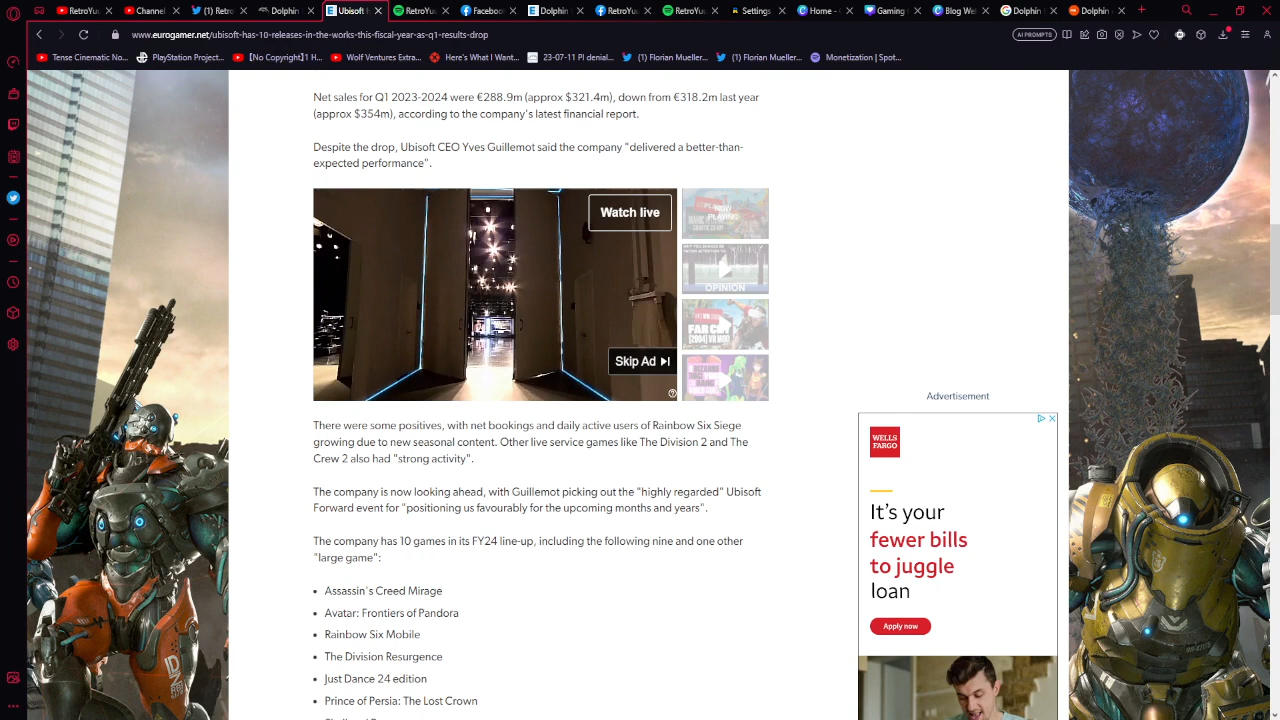 RetroYu
Channel
(1) Retro
Dolphin
Ubisoft
RetroYu
Faceboo
Dolphin
RetroYu
RetroYu
Settings
Home -
Gaming
Blog We
Dolphin
Dolphin
www.eurogamer.net/ubisoft-has-10-releases-in-the-works-this-fiscal-year-as-q1-results-drop
AI PROMPTS
Tense Cinematic No...
PlayStation Project...
【No Copyright】1 H...
Wolf Ventures Extra...
Here's What I Want...
23-07-11 PI denial...
(1) Florian Mueller...
(1) Florian Mueller...
Monetization | Spot...
Net sales for Q1 2023-2024 were €288.9m (approx $321.4m), down from €318.2m last year
(approx $354m), according to the company's latest financial report.
Despite the drop, Ubisoft CEO Yves Guillemot said the company "delivered a better-than-
expected performance".
Watch live
Skip Ad
NOW
PLAYING
OPINION
FAR CRY
(2004) VR MOD
There were some positives, with net bookings and daily active users of Rainbow Six Siege
growing due to new seasonal content. Other live service games like The Division 2 and The
Crew 2 also had "strong activity".
The company is now looking ahead, with Guillemot picking out the "highly regarded" Ubisoft
Forward event for "positioning us favourably for the upcoming months and years".
The company has 10 games in its FY24 line-up, including the following nine and one other
"large game":
• Assassin's Creed Mirage
• Avatar: Frontiers of Pandora
• Rainbow Six Mobile
• The Division Resurgence
• Just Dance 24 edition
• Prince of Persia: The Lost Crown
Advertisement
WELLS
FARGO
It's your
fewer bills
to juggle
loan
Apply now